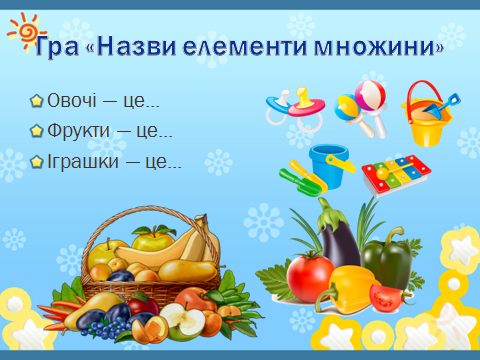 Гра «Назви елементи множини»
Овочі — це...
Фрукти — це...
Іграшки — це...